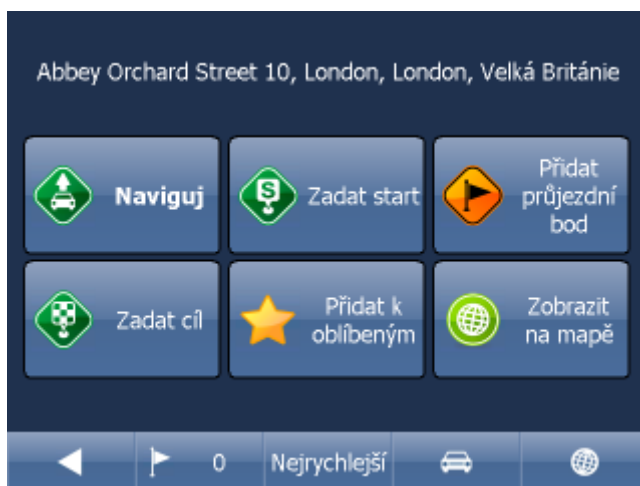 Abbey Orchard Street 10, London, London, Velká Británie
Naviguj
Zadat start
Přidat
průjezdní
bod
Zadat cíl
Přidat k
oblíbeným
Zobrazit
na mapě
0
Nejrychlejší